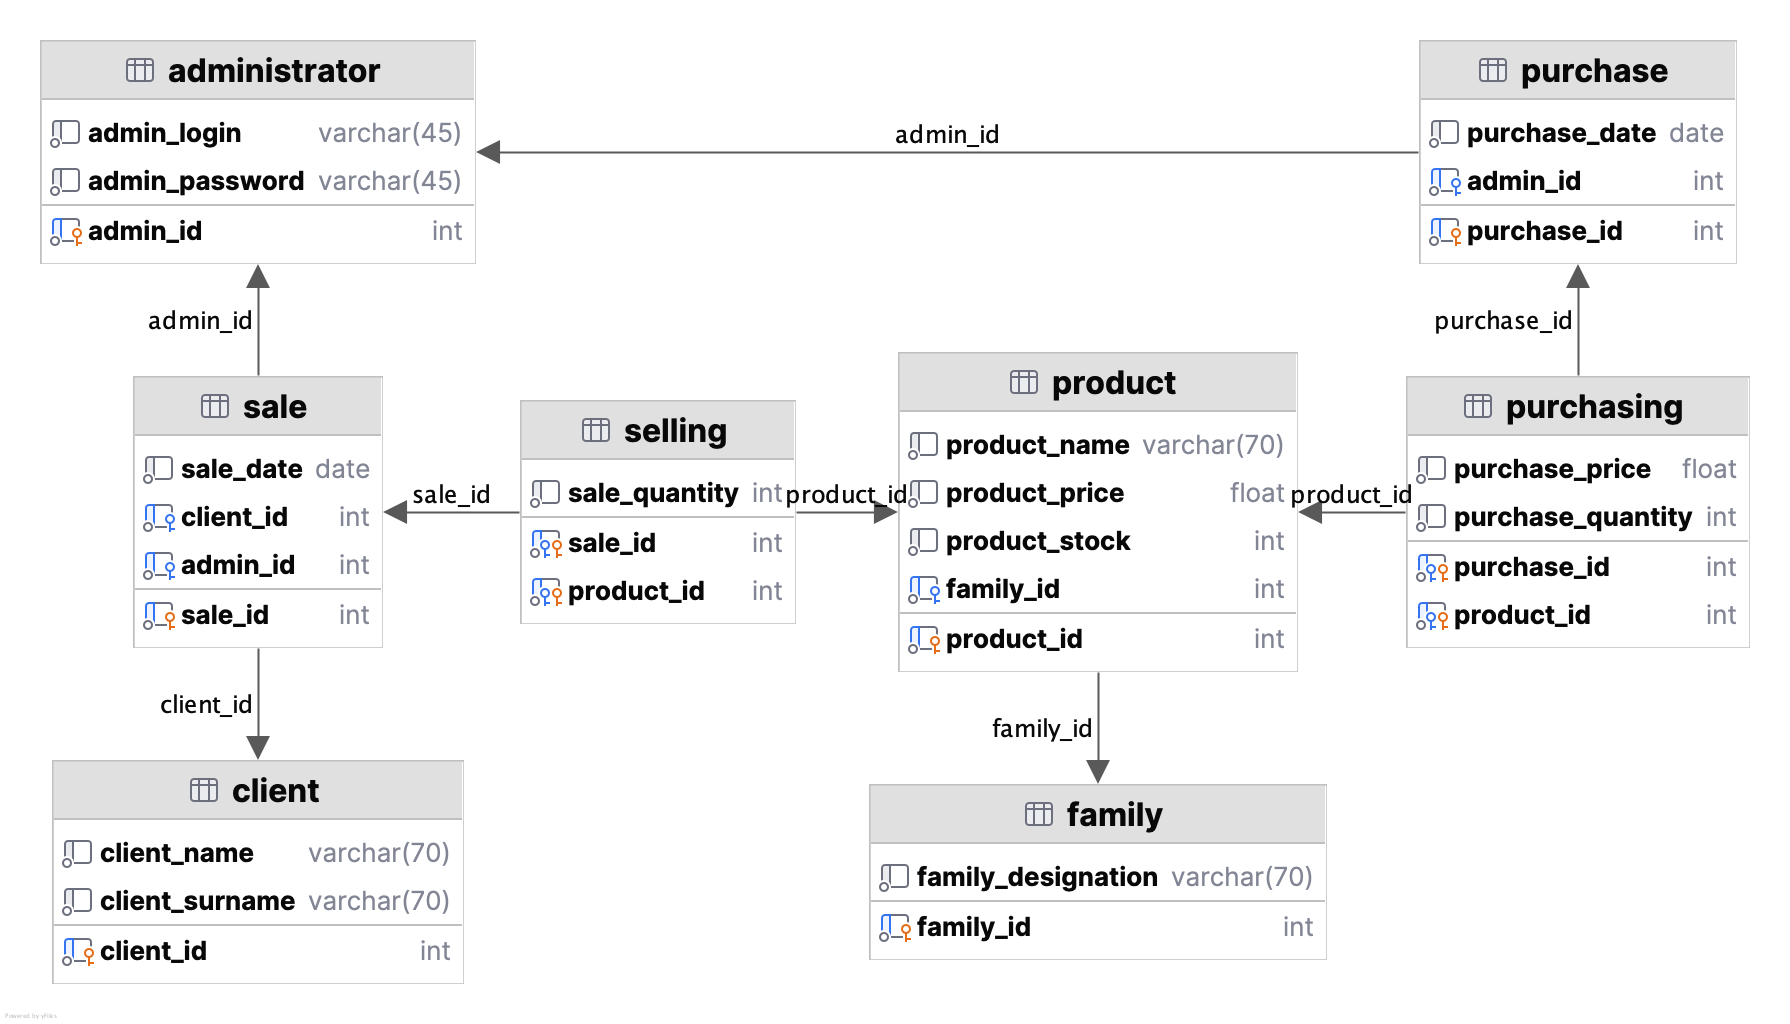 administrator
admin_login varchar(45)
admin_password varchar(45)
admin_id int
admin_id
purchase
purchase_date date
admin_id int
purchase_id int
admin_id
purchase_id
sale
sale_date date
client_id int
admin_id int
sale_id int
sale_id
selling
sale_quantity int
sale_id int
product_id int
product_id
product
product_name varchar(70)
product_price float
product_stock int
family_id int
product_id int
product_id
purchasing
purchase_price float
purchase_quantity int
purchase_id int
product_id int
client_id
family_id
client
client_name varchar(70)
client_surname varchar(70)
client_id int
family
family_designation varchar(70)
family_id int
Powered by yFiles